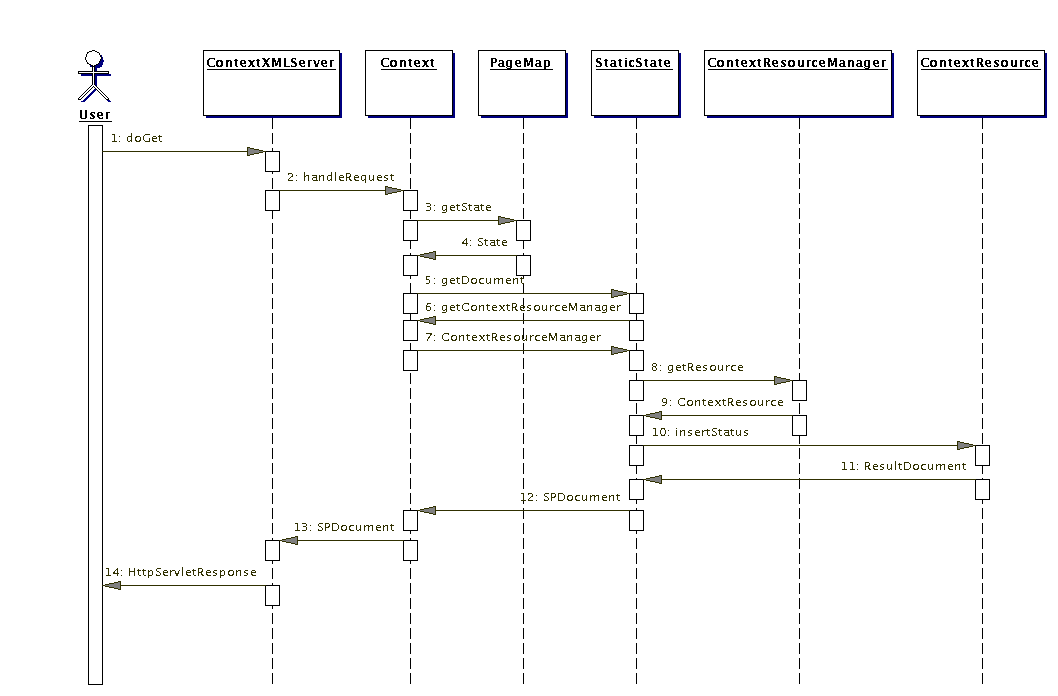 ContextXMLServer
Context
PageMap
StaticState
ContextResourceManager
ContextResource
User
1: doGet
2: handleRequest
3: getState
4: State
5: getDocument
6: getContextResourceManager
7: ContextResourceManager
8: getResource
9: ContextResource
10: insertStatus
11: ResultDocument
12: SPDocument
13: SPDocument
14: HttpServletResponse